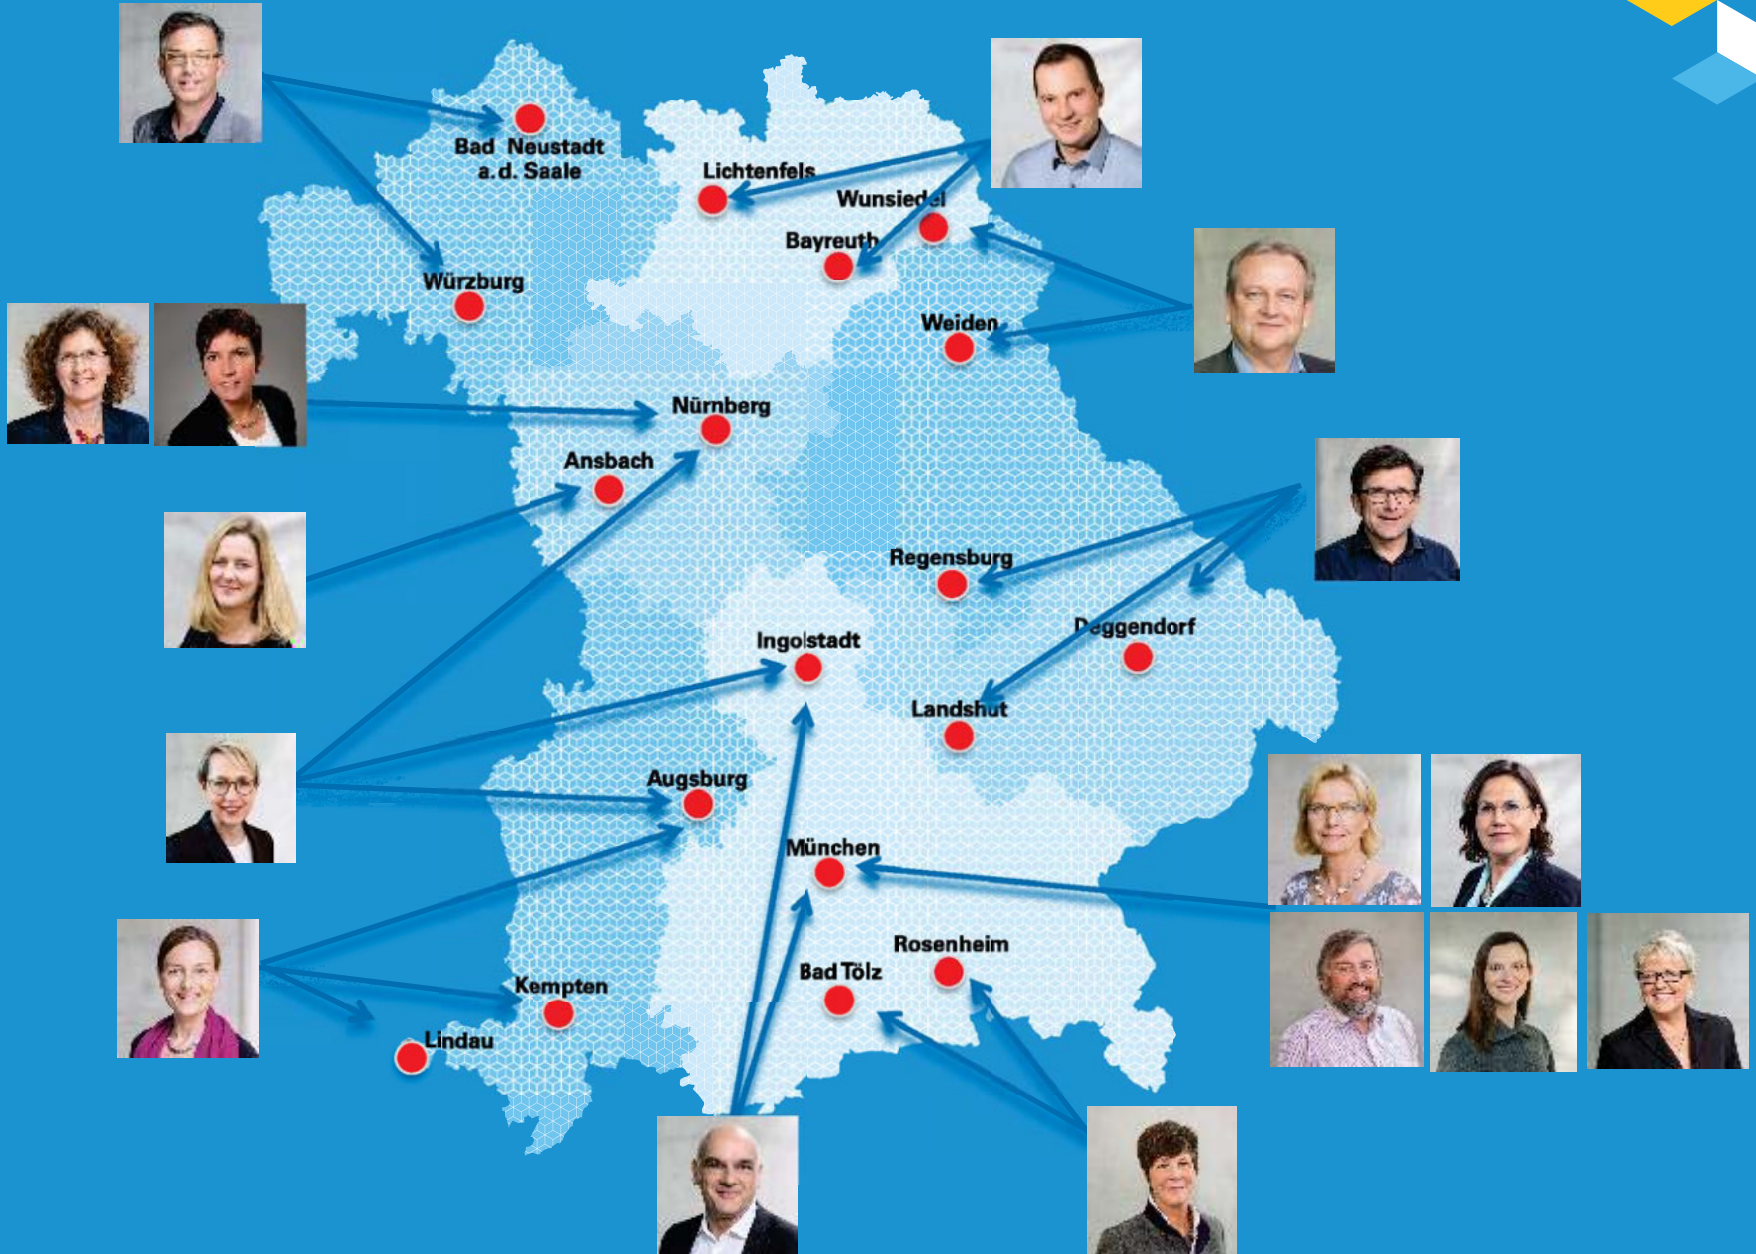 Bad Neustadt
a.d. Saale
Lichtenfels
Wunsiedel
Bayreuth
Würzburg
Weiden
Nürnberg
Ansbach
Regensburg
Deggendorf
Ingolstadt
Landshut
Augsburg
München
Rosenheim
Bad Tölz
Kempten
Lindau